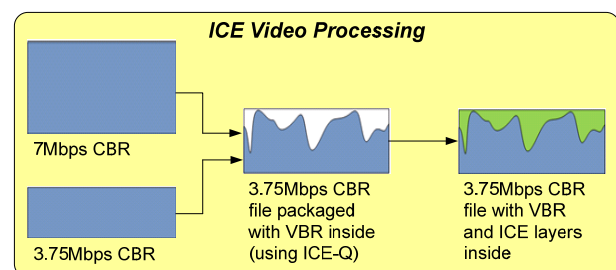 ICE Video Processing
7Mbps CBR
3.75Mbps CBR
3.75Mbps CBR
file packaged
with VBR inside
(using ICE-Q)
3.75Mbps CBR
file with VBR
and ICE layers
inside